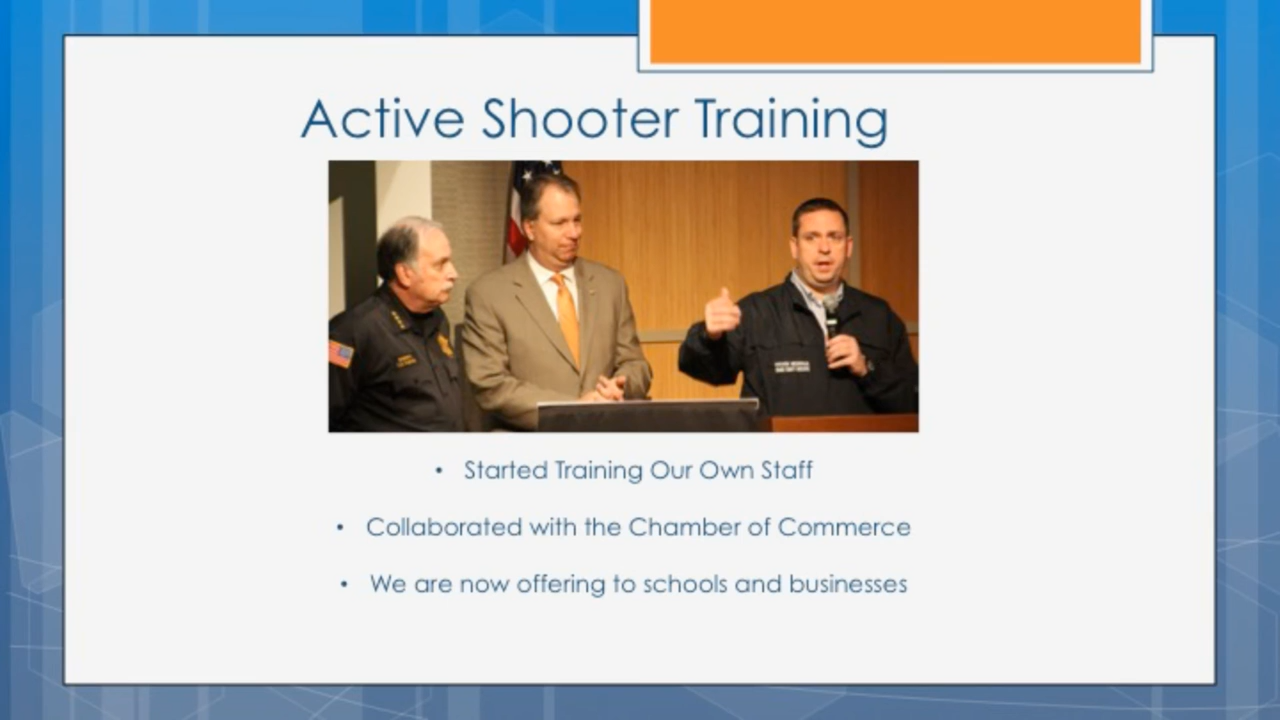 Active Shooter Training
• Started Training Our Own Staff
• Collaborated with the Chamber of Commerce
• We are now offering to schools and businesses